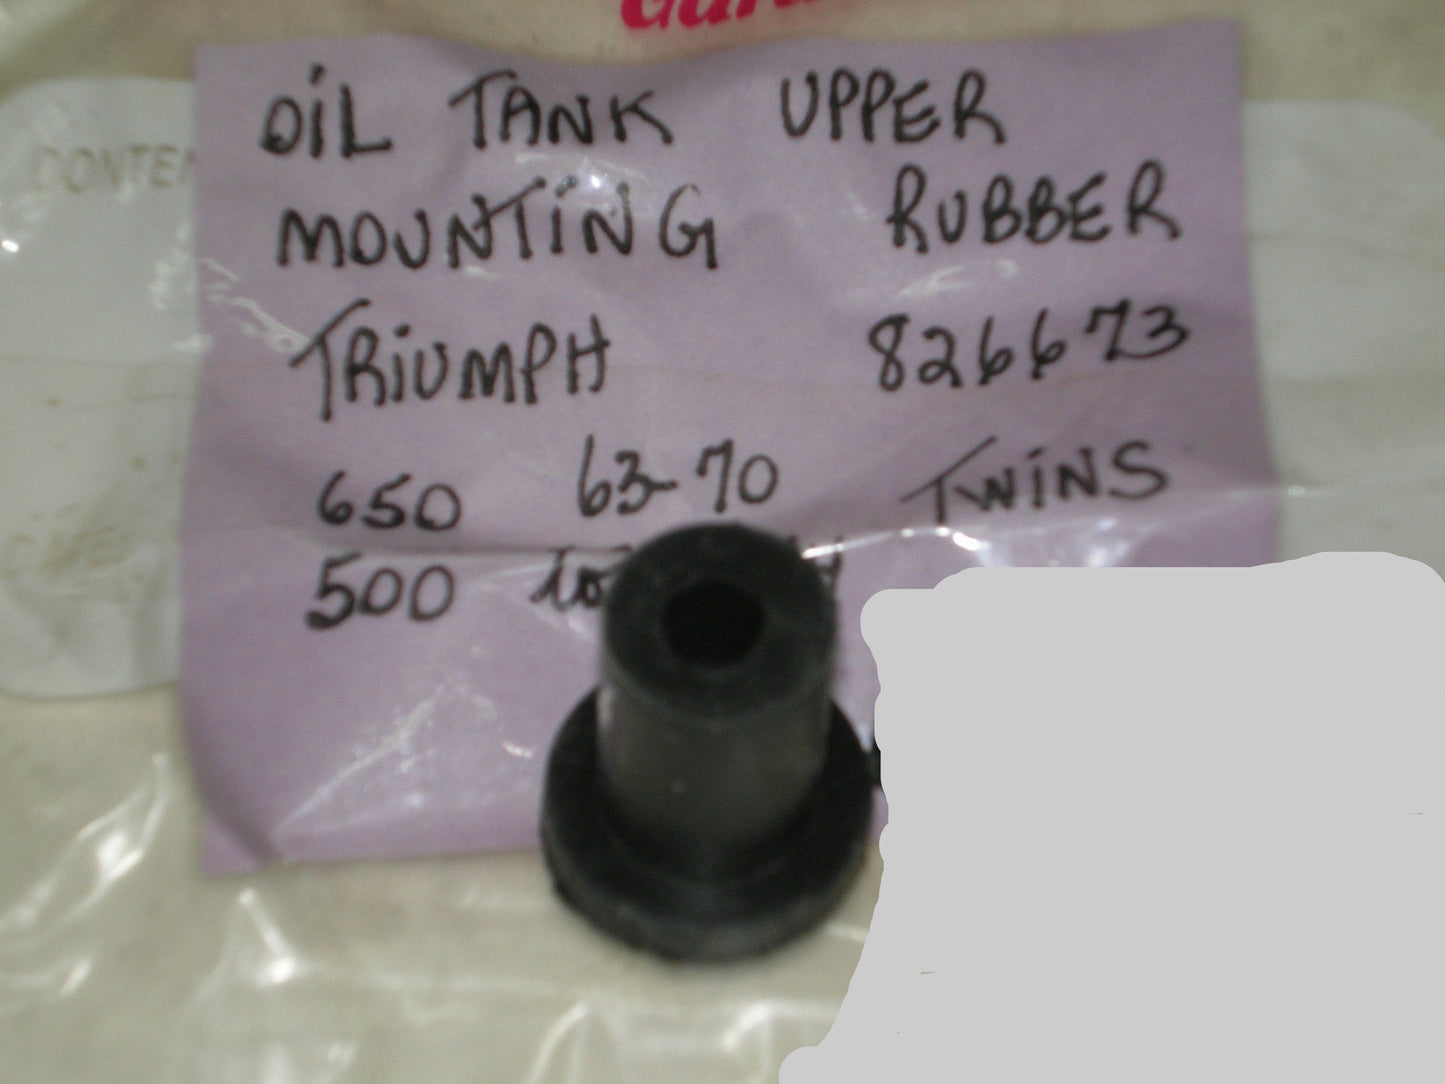 OIL TANK UPPER
MOUNTING RUBBER
TRIUMPH 826673
650 63-70 TWINS
500